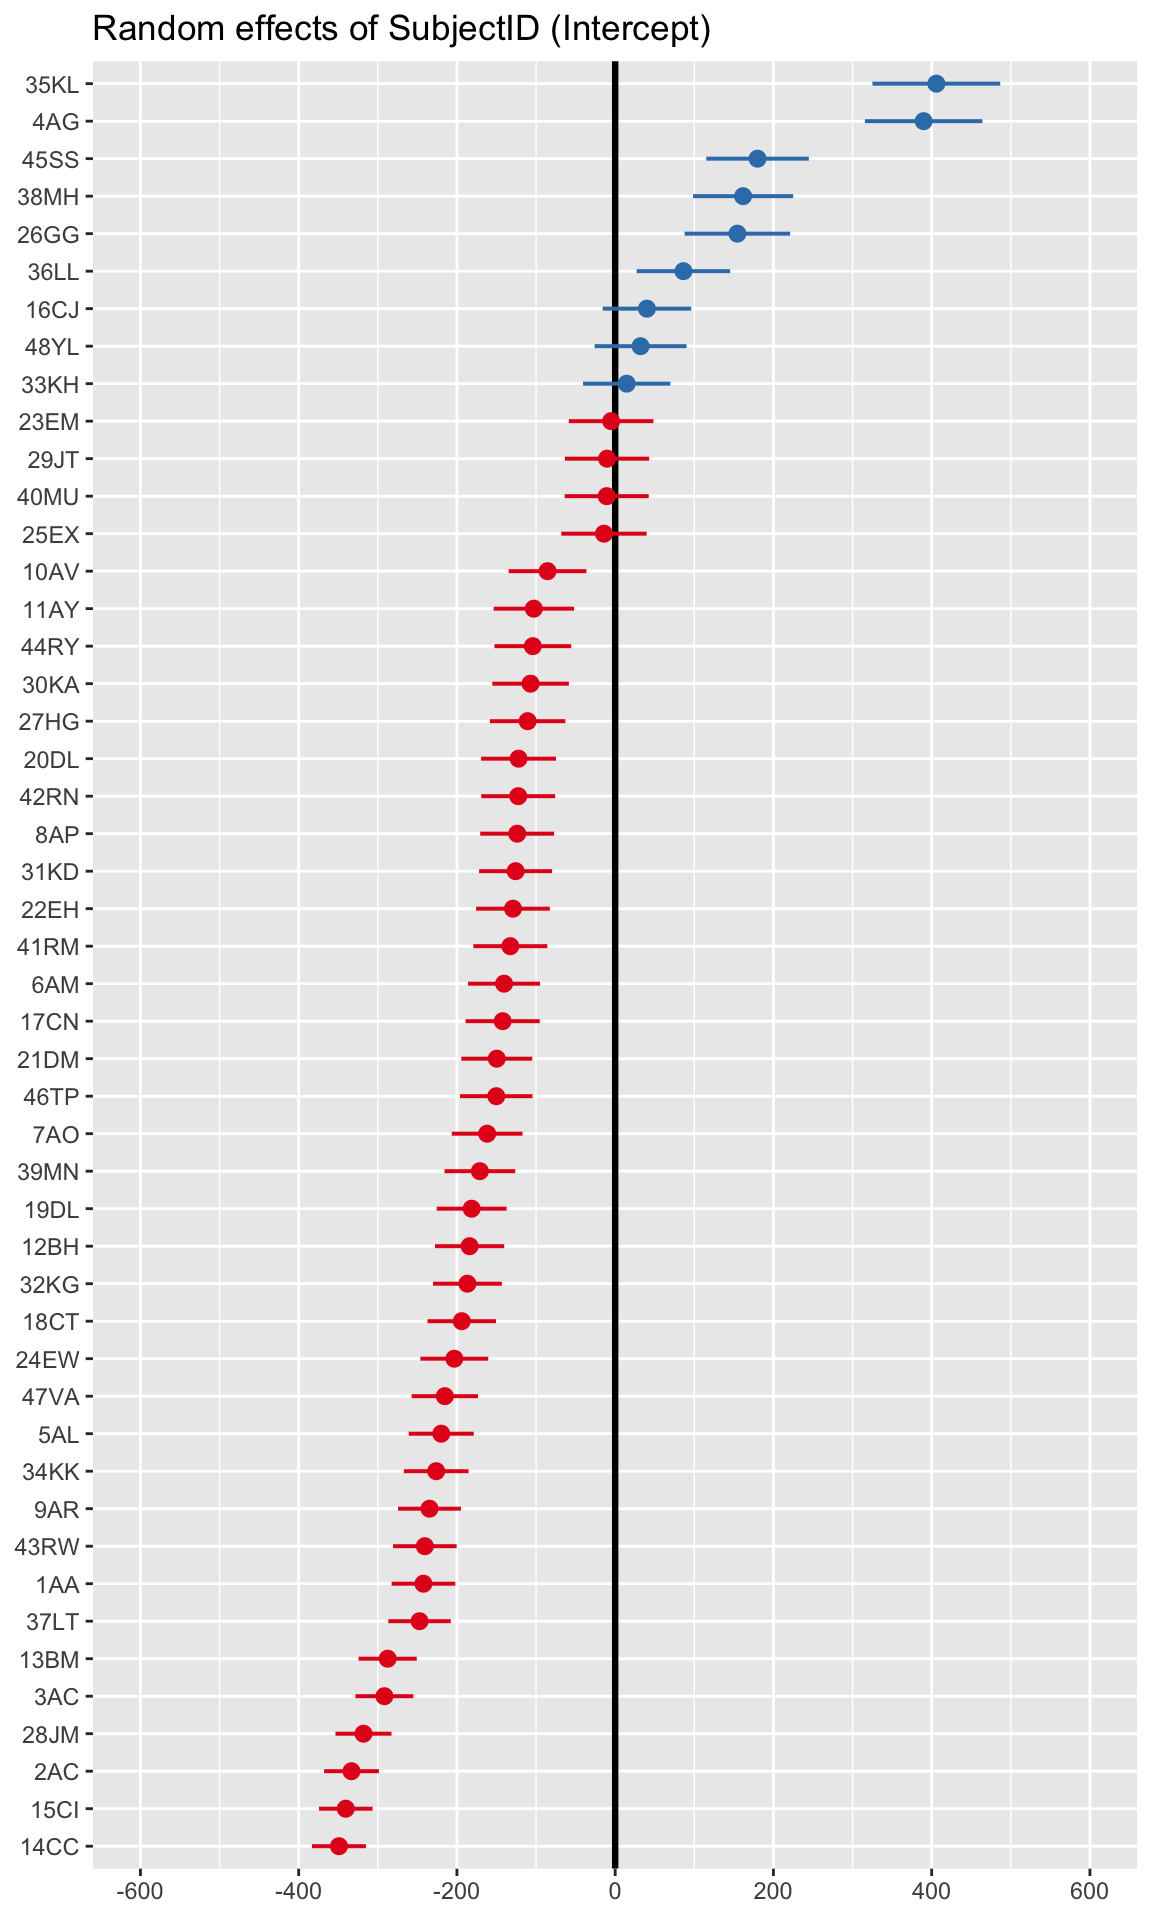 Random effects of SubjectID (Intercept)
35KL
4AG
45SS
38MH
26GG
36LL
16CJ
48YL
33KH
23EM
29JT
40MU
25EX
10AV
11AY
44RY
30KA
27HG
20DL
42RN
8AP
31KD
22EH
41RM
6AM
17CN
21DM
46TP
7AO
39MN
19DL
12BH
32KG
18CT
24EW
47VA
5AL
34KK
9AR
43RW
1AA
37LT
13BM
3AC
28JM
2AC
15CI
14CC
-600 -400 -200 0 200 400 600